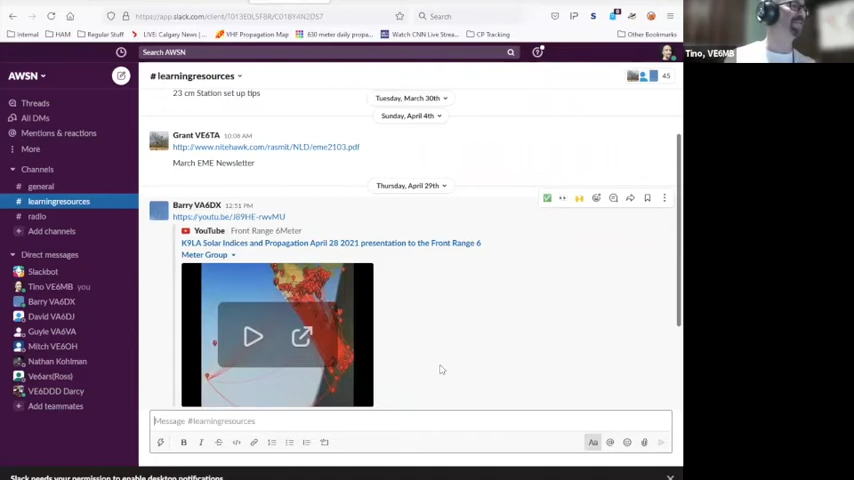 https://app.slack.com/client/T013E0LSF8R/C018Y4N2DS7
Search
Internal
HAM
Regular Stuff
LIVE: Calgary News |...
VHF Propagation Map
630 meter daily propa...
Watch CNN Live Strea...
CP Tracking
Other Bookmarks
Tino, VE6MB
Search AWSN
AWSN
Threads
All DMs
Mentions & reactions
More
Channels
# general
# learningresources
# radio
Add channels
Direct messages
Slackbot
Tino VE6MB you
Barry VA6DX
David VA6DJ
Guyle VA6VA
Mitch VE6OH
Nathan Kohlman
Ve6ars(Ross)
VE6DDD Darcy
Add teammates
# learningresources
45
23 cm Station set up tips
Tuesday, March 30th
Sunday, April 4th
Grant VE6TA 10:08 AM
http://www.nitehawk.com/rasmit/NLD/eme2103.pdf
March EME Newsletter
Thursday, April 29th
Barry VA6DX 12:51 PM
https://youtu.be/J89HE-rwvMU
YouTube Front Range 6Meter
K9LA Solar Indices and Propagation April 28 2021 presentation to the Front Range 6
Meter Group
Message #learningresources
B I S
Aa
Slack needs your permission to enable desktop notifications.